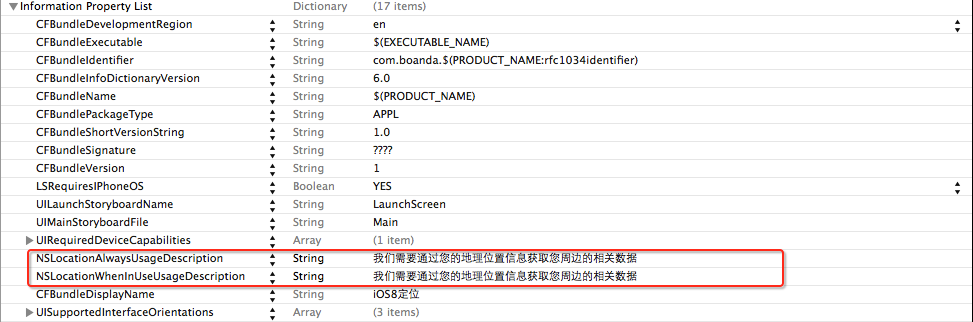 Information Property List Dictionary (17 items)
CFBundleDevelopmentRegion String en
CFBundleExecutable String $(EXECUTABLE_NAME)
CFBundleIdentifier String com.boanda.$(PRODUCT_NAME:rfc1034identifier)
CFBundleInfoDictionaryVersion String 6.0
CFBundleName String $(PRODUCT_NAME)
CFBundlePackageType String APPL
CFBundleShortVersionString String 1.0
CFBundleSignature String ????
CFBundleVersion String 1
LSRequiresIPhoneOS Boolean YES
UILaunchStoryboardName String LaunchScreen
UIMainStoryboardFile String Main
UIRequiredDeviceCapabilities Array (1 item)
NSLocationAlwaysUsageDescription String 我们需要通过您的地理位置信息获取您周边的相关数据
NSLocationWhenInUseUsageDescription String 我们需要通过您的地理位置信息获取您周边的相关数据
CFBundleDisplayName String iOS8定位
UISupportedInterfaceOrientations Array (3 items)